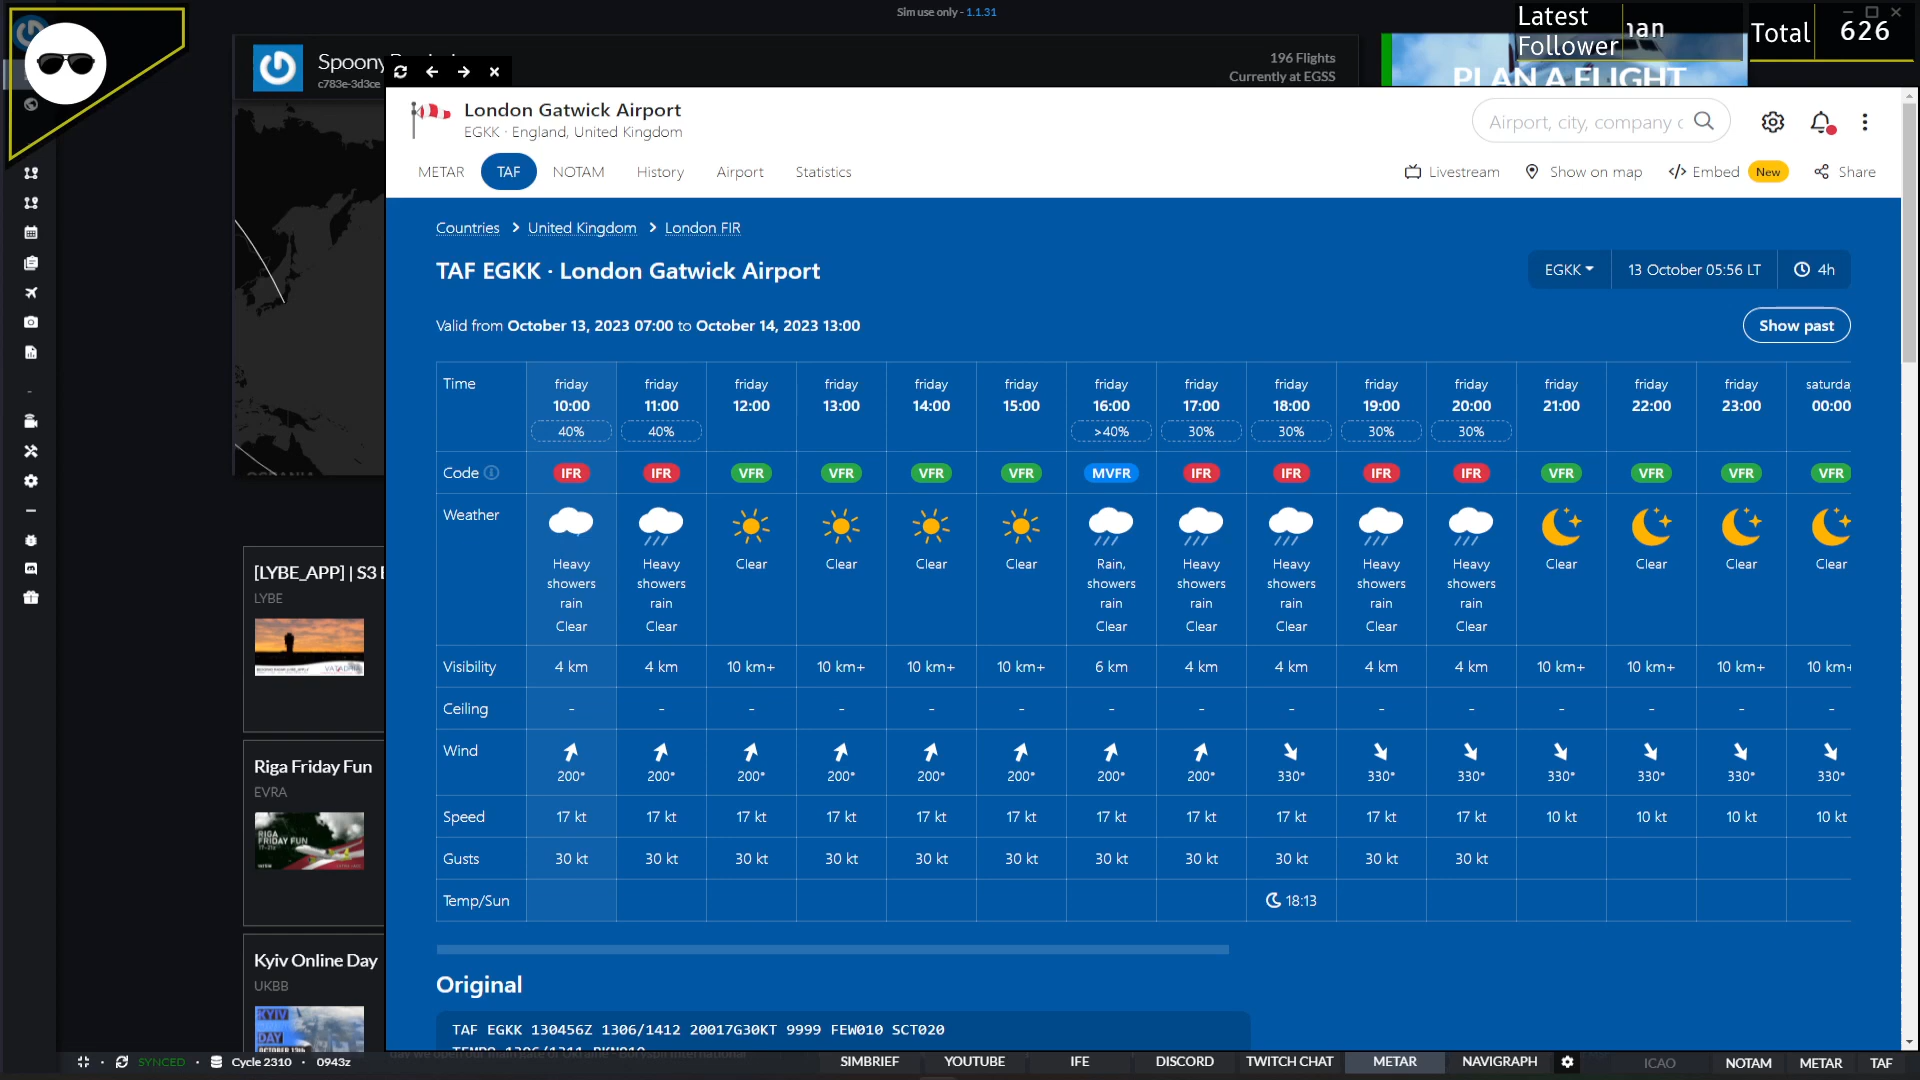 Sim use only - 1.1.31
Latest
Follower
Total
626
Spoony
c783e-3d3ce
196 Flights
Currently at EGSS
PLAN A FLIGHT
London Gatwick Airport
EGKK · England, United Kingdom
Airport, city, company
METAR TAF NOTAM History Airport Statistics
Livestream Show on map Embed New Share
Countries > United Kingdom > London FIR
TAF EGKK · London Gatwick Airport
EGKK 13 October 05:56 LT 4h
Valid from October 13, 2023 07:00 to October 14, 2023 13:00
Show past
Time friday friday friday friday friday friday friday friday friday friday friday friday friday friday saturda
10:00 11:00 12:00 13:00 14:00 15:00 16:00 17:00 18:00 19:00 20:00 21:00 22:00 23:00 00:00
40% 40% >40% 30% 30% 30% 30%
Code IFR IFR VFR VFR VFR VFR MVFR IFR IFR IFR IFR VFR VFR VFR VFR
Weather
Heavy Heavy Clear Clear Clear Clear Rain, Heavy Heavy Heavy Heavy Clear Clear Clear Clear
showers showers showers showers showers showers showers
rain rain rain rain rain rain rain
Clear Clear Clear Clear Clear Clear Clear
Visibility 4 km 4 km 10 km+ 10 km+ 10 km+ 10 km+ 6 km 4 km 4 km 4 km 4 km 10 km+ 10 km+ 10 km+ 10 km+
Ceiling - - - - - - - - - - - - - - -
Wind
200° 200° 200° 200° 200° 200° 200° 200° 330° 330° 330° 330° 330° 330° 330°
Speed 17 kt 17 kt 17 kt 17 kt 17 kt 17 kt 17 kt 17 kt 17 kt 17 kt 17 kt 10 kt 10 kt 10 kt 10 kt
Gusts 30 kt 30 kt 30 kt 30 kt 30 kt 30 kt 30 kt 30 kt 30 kt 30 kt 30 kt
Temp/Sun 18:13
Original
TAF EGKK 130456Z 1306/1412 20017G30KT 9999 FEW010 SCT020
TEMPO 1306/1311 BKN010
[LYBE_APP] | S3
LYBE
Riga Friday Fun
EVRA
RIGA
FRIDAY FUN
Kyiv Online Day
UKBB
KYIV
DAY
OCTOBER 13TH
SYNCED · Cycle 2310 · 0943z
SIMBRIEF YOUTUBE IFE DISCORD TWITCH CHAT METAR NAVIGRAPH ICAO NOTAM METAR TAF